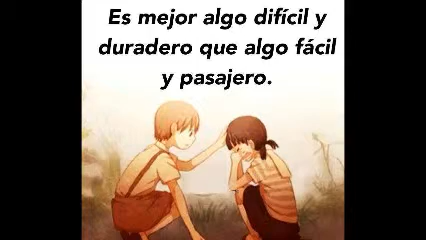 Es mejor algo difícil y
duradero que algo fácil
y pasajero.